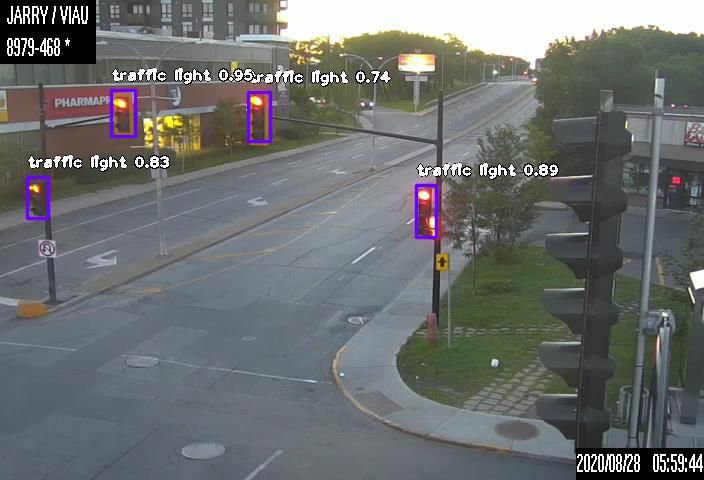 JARRY / VIAU
8979-468 *
traffic light 0.95
traffic light 0.74
PHARMAPR
traffic light 0.83
traffic light 0.89
2020/08/28 05:59:44